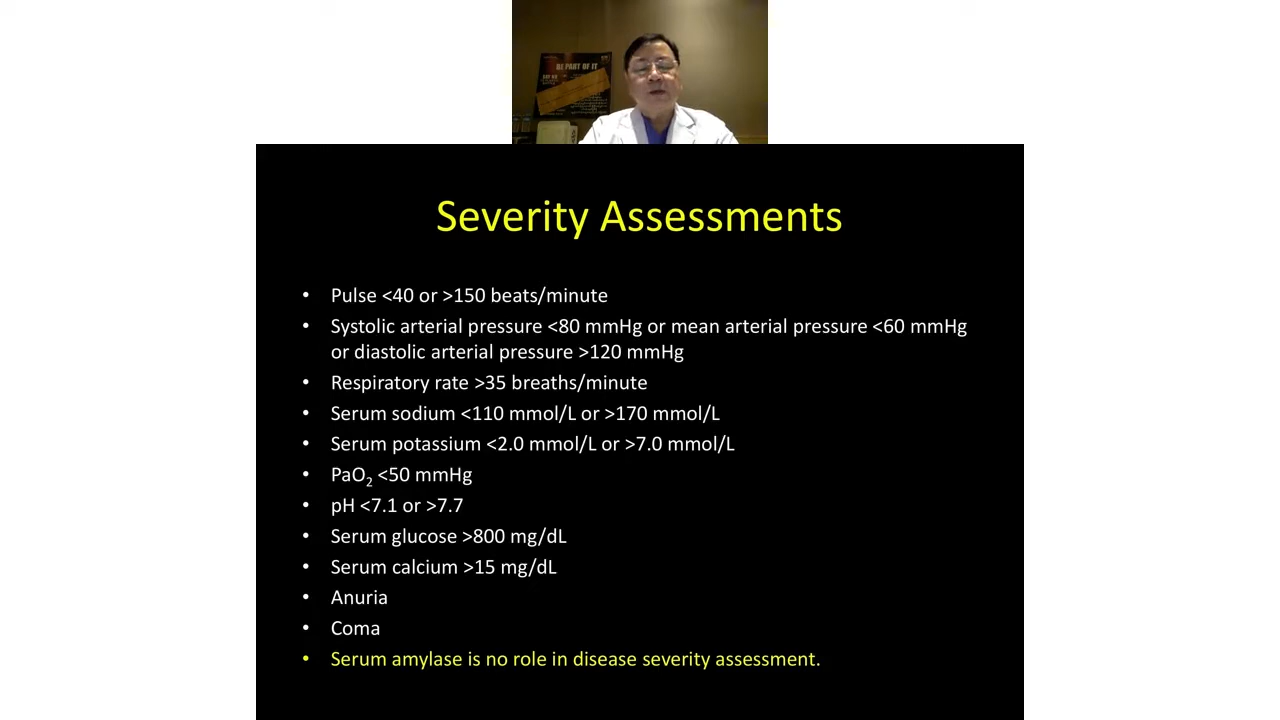 BE PART OF IT
Severity Assessments
• Pulse <40 or >150 beats/minute
• Systolic arterial pressure <80 mmHg or mean arterial pressure <60 mmHg
or diastolic arterial pressure >120 mmHg
• Respiratory rate >35 breaths/minute
• Serum sodium <110 mmol/L or >170 mmol/L
• Serum potassium <2.0 mmol/L or >7.0 mmol/L
• PaO2 <50 mmHg
• pH <7.1 or >7.7
• Serum glucose >800 mg/dL
• Serum calcium >15 mg/dL
• Anuria
• Coma
• Serum amylase is no role in disease severity assessment.